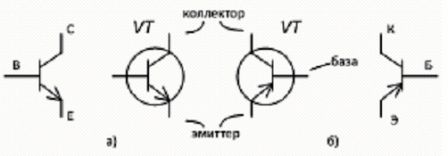 коллектор
VT VT
C К
B база Б
E Э
эмиттер
а) б)